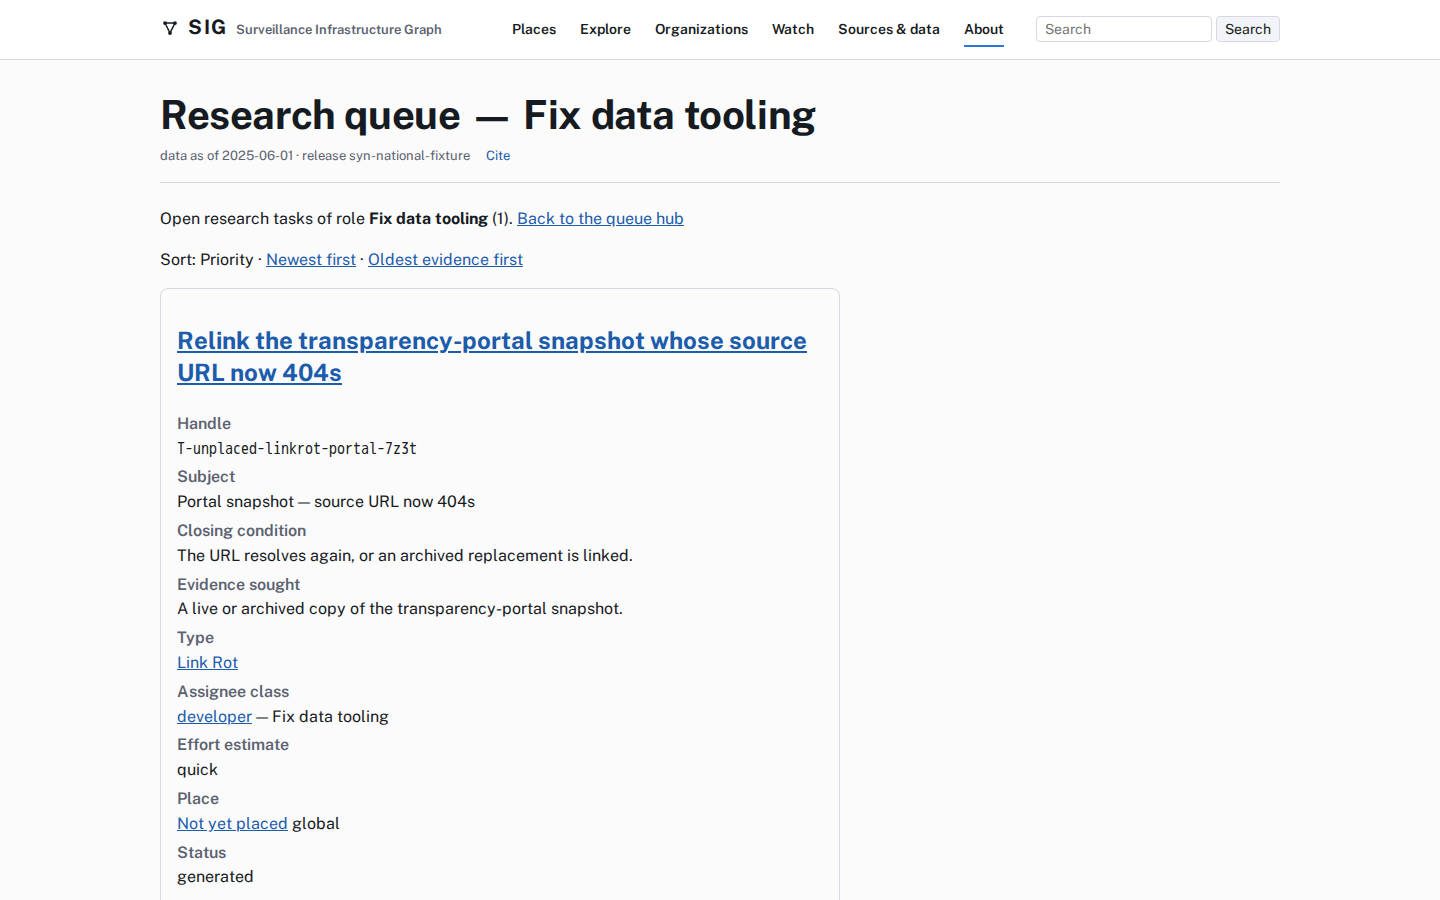 SIG Surveillance Infrastructure Graph Places Explore Organizations Watch Sources & data About Search Search
Research queue — Fix data tooling
data as of 2025-06-01 · release syn-national-fixture Cite
Open research tasks of role Fix data tooling (1). Back to the queue hub
Sort: Priority · Newest first · Oldest evidence first
Relink the transparency-portal snapshot whose source
URL now 404s
Handle
T-unplaced-linkrot-portal-7z3t
Subject
Portal snapshot — source URL now 404s
Closing condition
The URL resolves again, or an archived replacement is linked.
Evidence sought
A live or archived copy of the transparency-portal snapshot.
Type
Link Rot
Assignee class
developer — Fix data tooling
Effort estimate
quick
Place
Not yet placed global
Status
generated